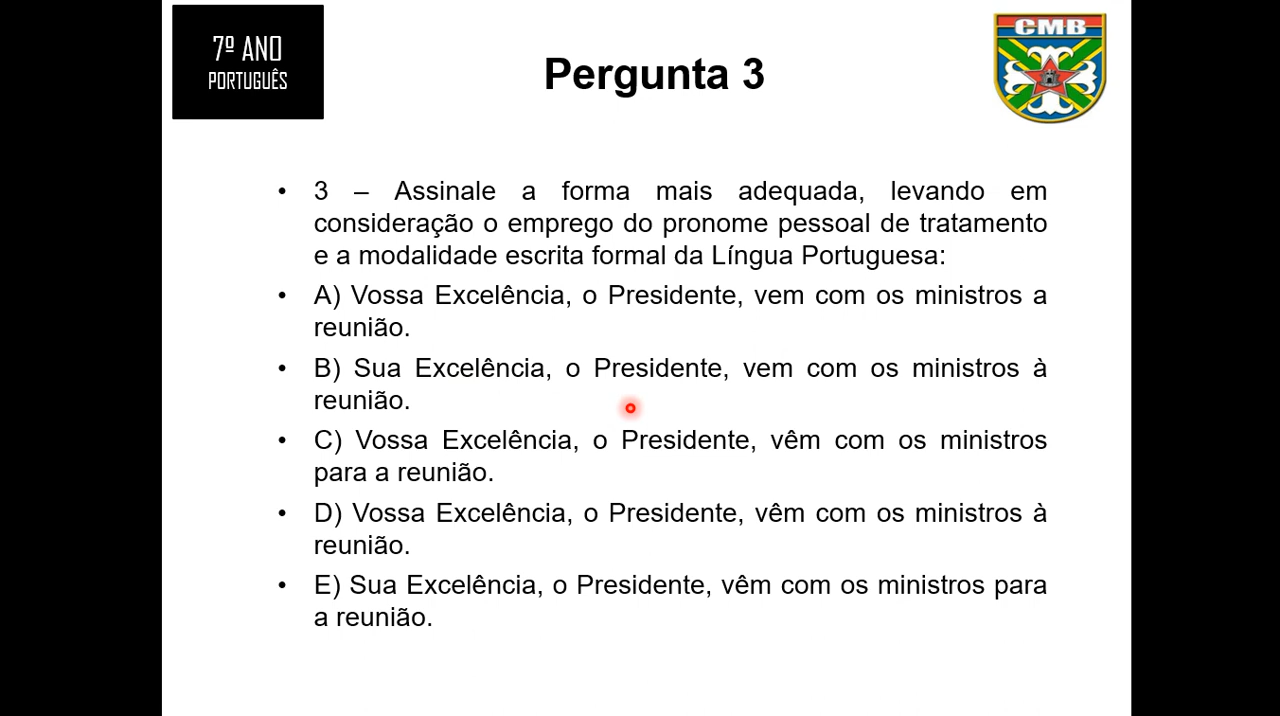 7º ANO
PORTUGUÊS
Pergunta 3
CMB
• 3 – Assinale a forma mais adequada, levando em
consideração o emprego do pronome pessoal de tratamento
e a modalidade escrita formal da Língua Portuguesa:
• A) Vossa Excelência, o Presidente, vem com os ministros a
reunião.
• B) Sua Excelência, o Presidente, vem com os ministros à
reunião.
• C) Vossa Excelência, o Presidente, vêm com os ministros
para a reunião.
• D) Vossa Excelência, o Presidente, vêm com os ministros à
reunião.
• E) Sua Excelência, o Presidente, vêm com os ministros para
a reunião.